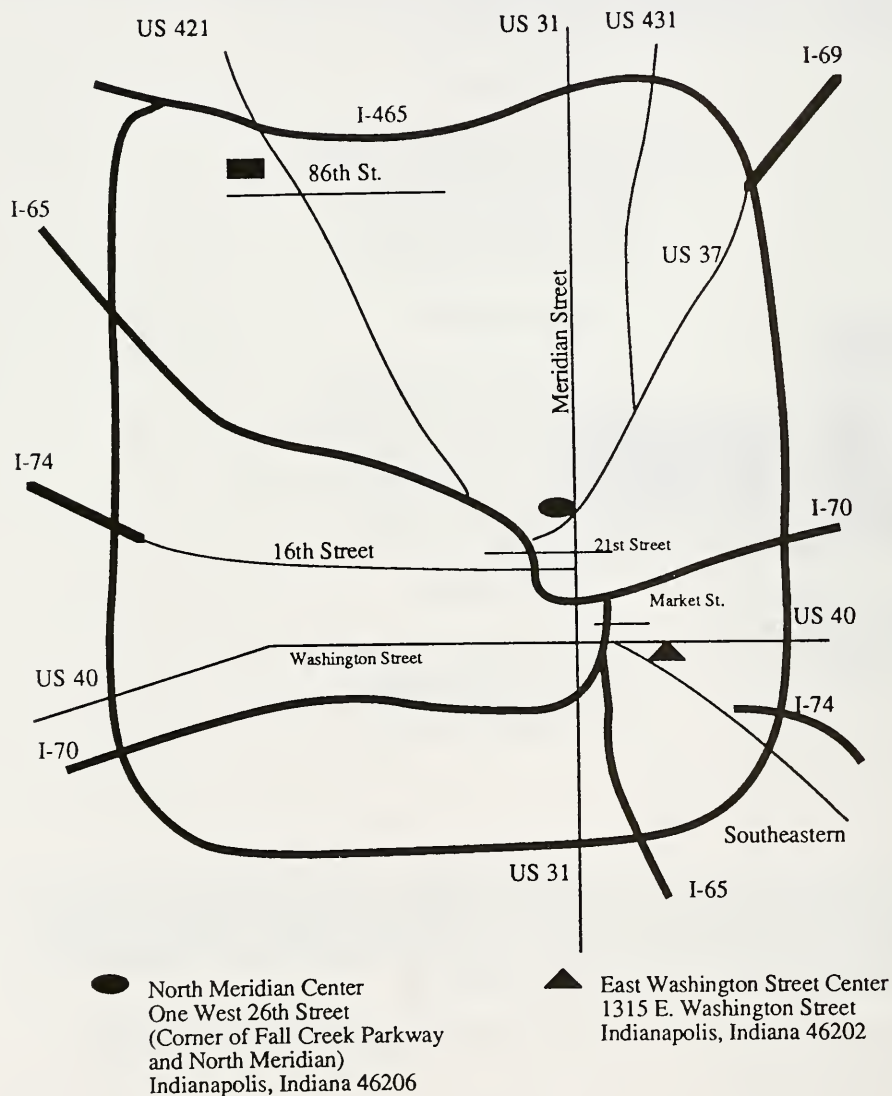 US 421
US 31
US 431
I-69
I-465
86th St.
I-65
US 37
Meridian Street
I-74
I-70
16th Street
21st Street
Market St.
US 40
Washington Street
US 40
I-74
I-70
Southeastern
US 31
I-65
North Meridian Center
One West 26th Street
(Corner of Fall Creek Parkway
and North Meridian)
Indianapolis, Indiana 46206
East Washington Street Center
1315 E. Washington Street
Indianapolis, Indiana 46202